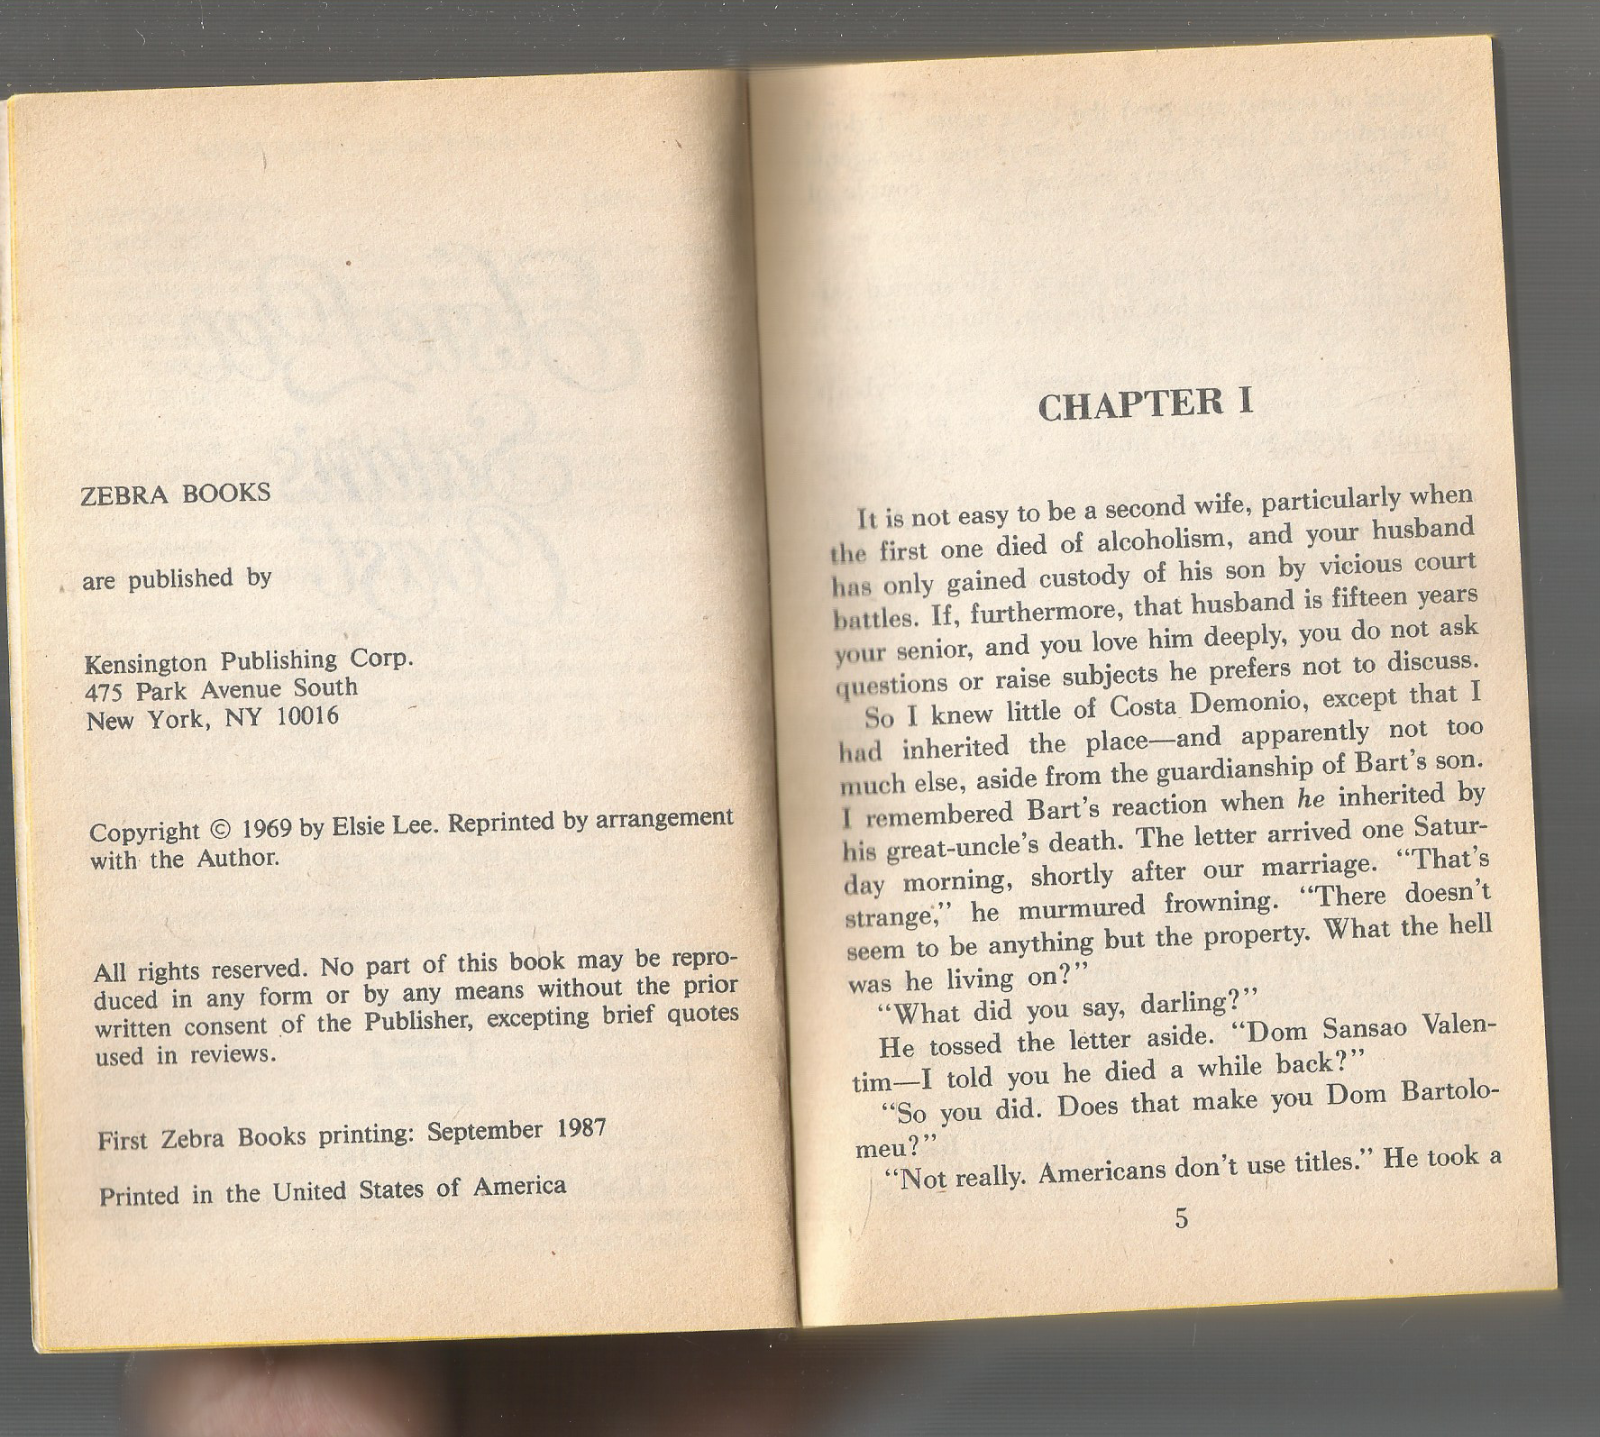 ZEBRA BOOKS
are published by
Kensington Publishing Corp.
475 Park Avenue South
New York, NY 10016
Copyright © 1969 by Elsie Lee. Reprinted by arrangement
with the Author.
All rights reserved. No part of this book may be repro-
duced in any form or by any means without the prior
written consent of the Publisher, excepting brief quotes
used in reviews.
First Zebra Books printing: September 1987
Printed in the United States of America
CHAPTER I
It is not easy to be a second wife, particularly when
the first one died of alcoholism, and your husband
has only gained custody of his son by vicious court
battles. If, furthermore, that husband is fifteen years
your senior, and you love him deeply, you do not ask
questions or raise subjects he prefers not to discuss.
So I knew little of Costa Demonio, except that I
had inherited the place—and apparently not too
much else, aside from the guardianship of Bart's son.
I remembered Bart's reaction when he inherited by
his great-uncle's death. The letter arrived one Satur-
day morning, shortly after our marriage. “That's
strange,” he murmured frowning. “There doesn't
seem to be anything but the property. What the hell
was he living on?”
“What did you say, darling?”
He tossed the letter aside. “Dom Sansao Valen-
tim—I told you he died a while back?”
“So you did. Does that make you Dom Bartolo-
meu?”
“Not really. Americans don't use titles.” He took a
5